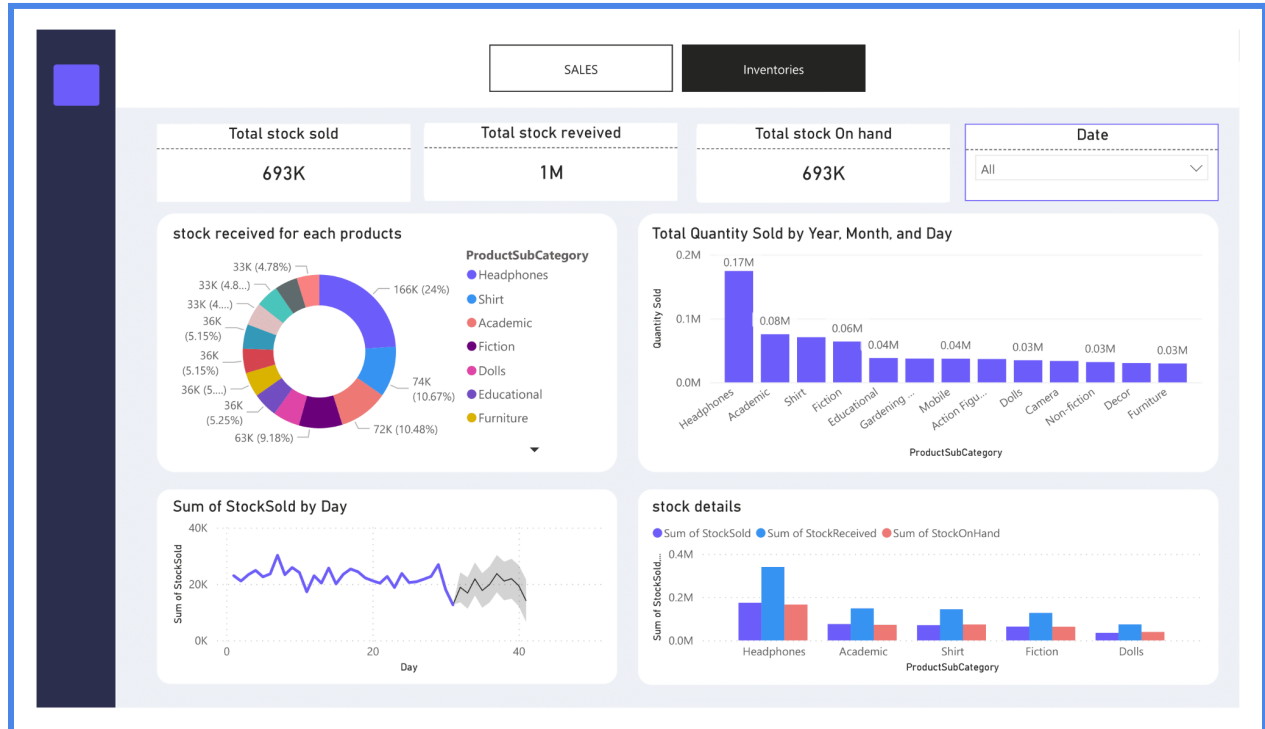 SALES
Inventories
Total stock sold
693K
Total stock reveived
1M
Total stock On hand
693K
Date
All
stock received for each products
33K (4.78%)
33K (4.8...)
33K (4....)
36K
(5.15%)
36K
(5.15%)
36K (5....)
36K
(5.25%)
63K (9.18%)
72K (10.48%)
74K
(10.67%)
166K (24%)
ProductSubCategory
Headphones
Shirt
Academic
Fiction
Dolls
Educational
Furniture
Total Quantity Sold by Year, Month, and Day
Quantity Sold
0.2M
0.1M
0.0M
0.17M
0.08M
0.06M
0.04M
0.04M
0.03M
0.03M
0.03M
Headphones
Academic
Shirt
Fiction
Educational
Gardening ...
Mobile
Action Figu...
Dolls
Camera
Non-fiction
Decor
Furniture
ProductSubCategory
Sum of StockSold by Day
Sum of StockSold
40K
20K
0K
0
20
40
Day
stock details
Sum of StockSold
Sum of StockReceived
Sum of StockOnHand
Sum of StockSold...
0.4M
0.2M
0.0M
Headphones
Academic
Shirt
Fiction
Dolls
ProductSubCategory